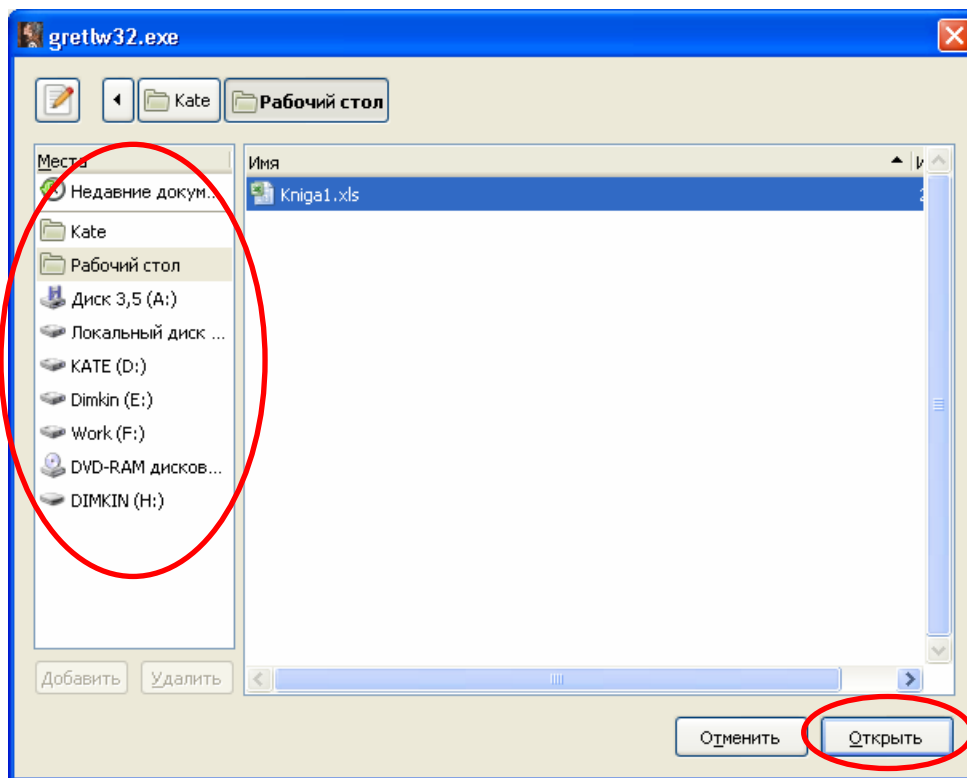 gretlw32.exe
Kate
Рабочий стол
Места
Имя
Недавние докум...
Kniga1.xls
Kate
Рабочий стол
Диск 3,5 (A:)
Локальный диск ...
KATE (D:)
Dimkin (E:)
Work (F:)
DVD-RAM дисков...
DIMKIN (H:)
Добавить
Удалить
Отменить
Открыть